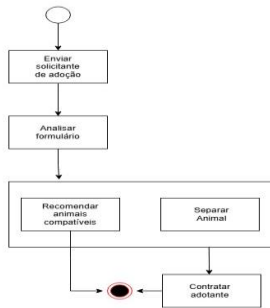 Enviar
solicitante
de adoção
Analisar
formulário
Recomendar
animais
compatíveis
Separar
Animal
Contratar
adotante